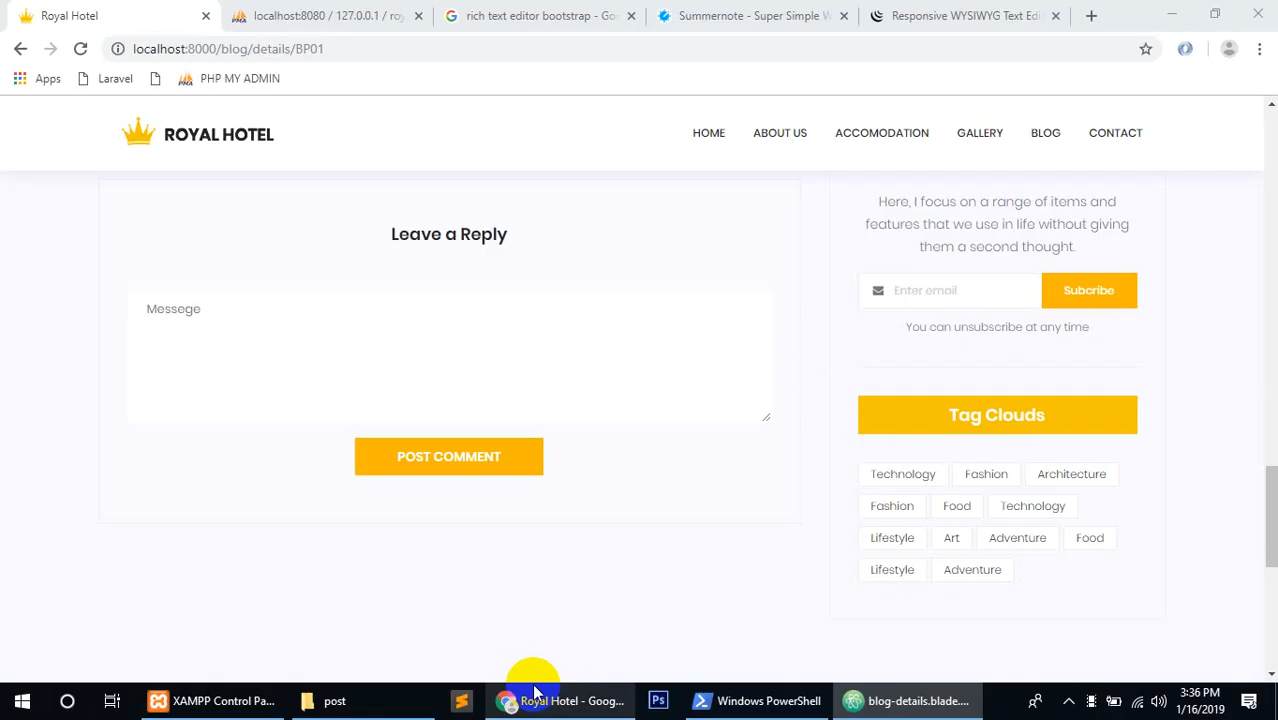 Royal Hotel
localhost:8080 / 127.0.0.1 / roy
rich text editor bootstrap - Goo
Summernote - Super Simple W
Responsive WYSIWYG Text Edi
localhost:8000/blog/details/BP01
Apps
Laravel
PHP MY ADMIN
ROYAL HOTEL
HOME
ABOUT US
ACCOMODATION
GALLERY
BLOG
CONTACT
Leave a Reply
Messege
POST COMMENT
Here, I focus on a range of items and
features that we use in life without giving
them a second thought.
Enter email
Subcribe
You can unsubscribe at any time
Tag Clouds
Technology Fashion Architecture
Fashion Food Technology
Lifestyle Art Adventure Food
Lifestyle Adventure
XAMPP Control Pa...
post
Royal Hotel - Goog...
Ps
Windows PowerShell
blog-details.blade....
3:36 PM
1/16/2019